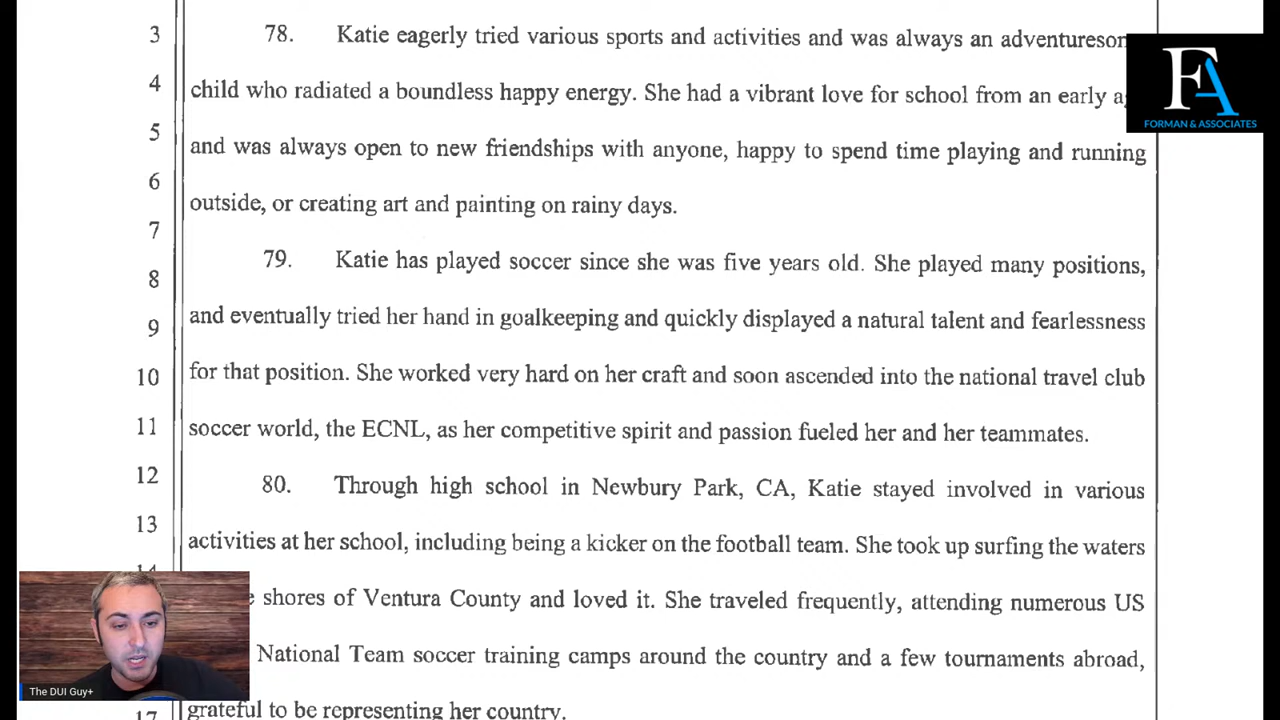 3 78. Katie eagerly tried various sports and activities and was always an
4 child who radiated a boundless happy energy. She had a vibrant love for school from an early
5 and was always open to new friendships with anyone, happy to spend time playing and running
6 outside, or creating art and painting on rainy days.
7
8 79. Katie has played soccer since she was five years old. She played many positions,
9 and eventually tried her hand in goalkeeping and quickly displayed a natural talent and fearlessness
10 for that position. She worked very hard on her craft and soon ascended into the national travel club
11 soccer world, the ECNL, as her competitive spirit and passion fueled her and her teammates.
12 80. Through high school in Newbury Park, CA, Katie stayed involved in various
13 activities at her school, including being a kicker on the football team. She took up surfing the waters
shores of Ventura County and loved it. She traveled frequently, attending numerous US
National Team soccer training camps around the country and a few tournaments abroad,
17 grateful to be representing her country.
FA
FORMAN & ASSOCIATES
The DUI Guy+